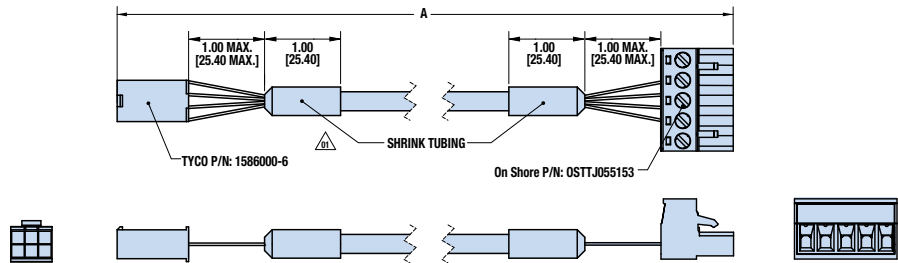 A
1.00 MAX.
[25.40 MAX.]
1.00
[25.40]
1.00
[25.40]
1.00 MAX.
[25.40 MAX.]
01
SHRINK TUBING
TYCO P/N: 1586000-6
On Shore P/N: OSTTJ055153